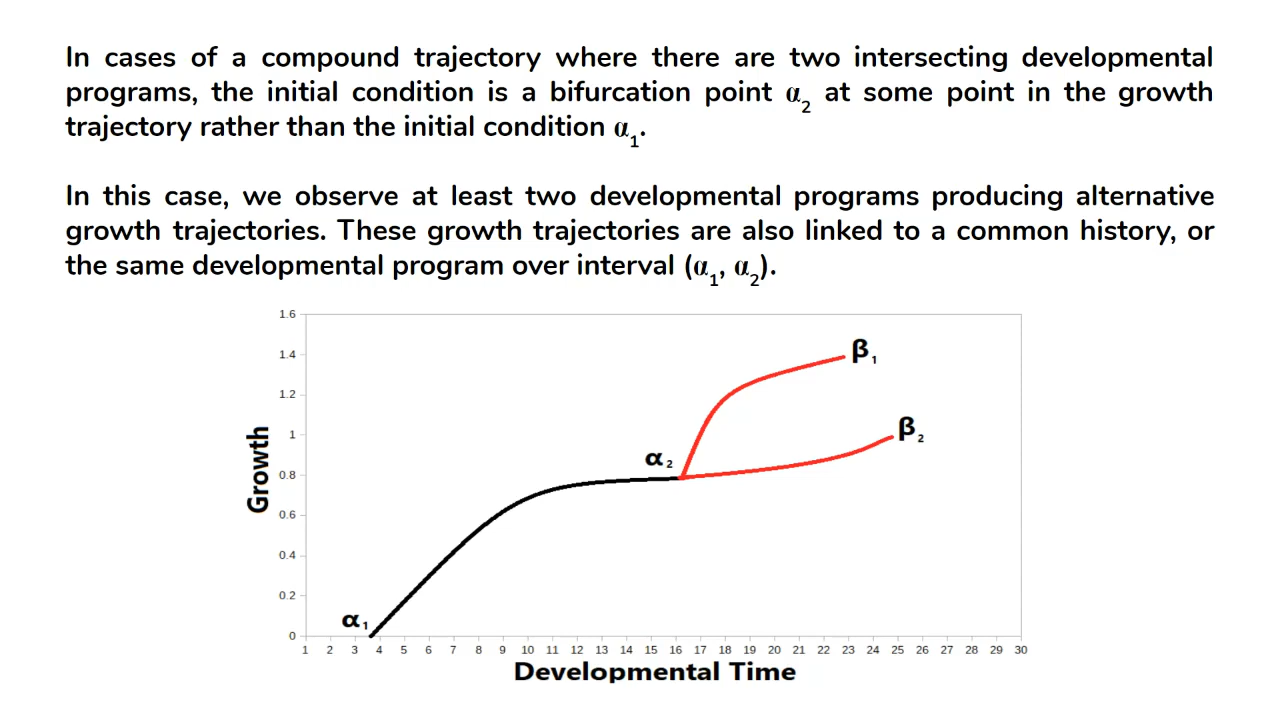 In cases of a compound trajectory where there are two intersecting developmental
programs, the initial condition is a bifurcation point α₂ at some point in the growth
trajectory rather than the initial condition α₁.
In this case, we observe at least two developmental programs producing alternative
growth trajectories. These growth trajectories are also linked to a common history, or
the same developmental program over interval (α₁, α₂).
1.6
1.4
1.2
1
0.8
0.6
0.4
0.2
0
Growth
β₁
β₂
α₂
α₁
1 2 3 4 5 6 7 8 9 10 11 12 13 14 15 16 17 18 19 20 21 22 23 24 25 26 27 28 29 30
Developmental Time